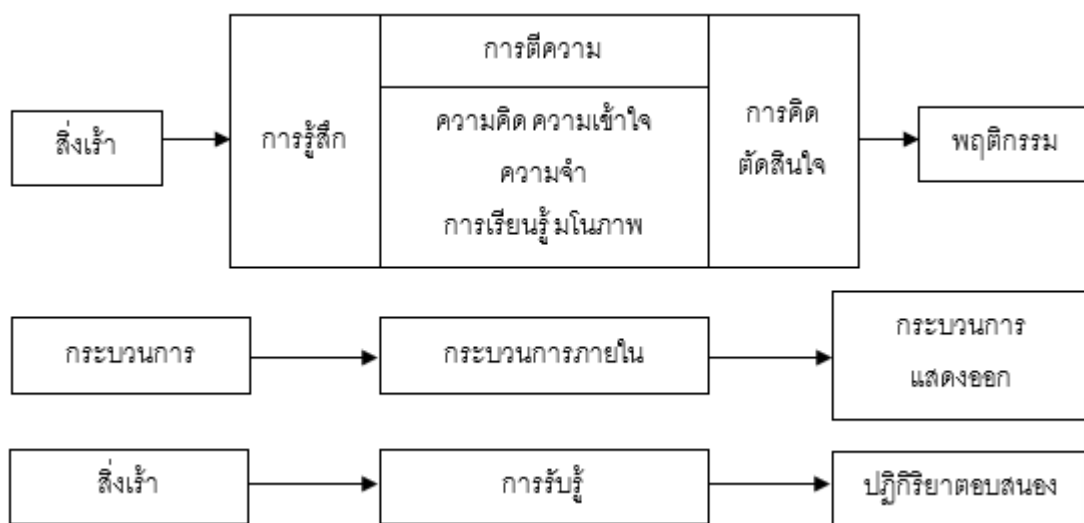 การตีความ
สิ่งเร้า
การรู้สึก
ความคิด ความเข้าใจ
ความจำ
การเรียนรู้ มโนภาพ
การคิด
ตัดสินใจ
พฤติกรรม
กระบวนการ
กระบวนการภายใน
กระบวนการ
แสดงออก
สิ่งเร้า
การรับรู้
ปฏิกิริยาตอบสนอง